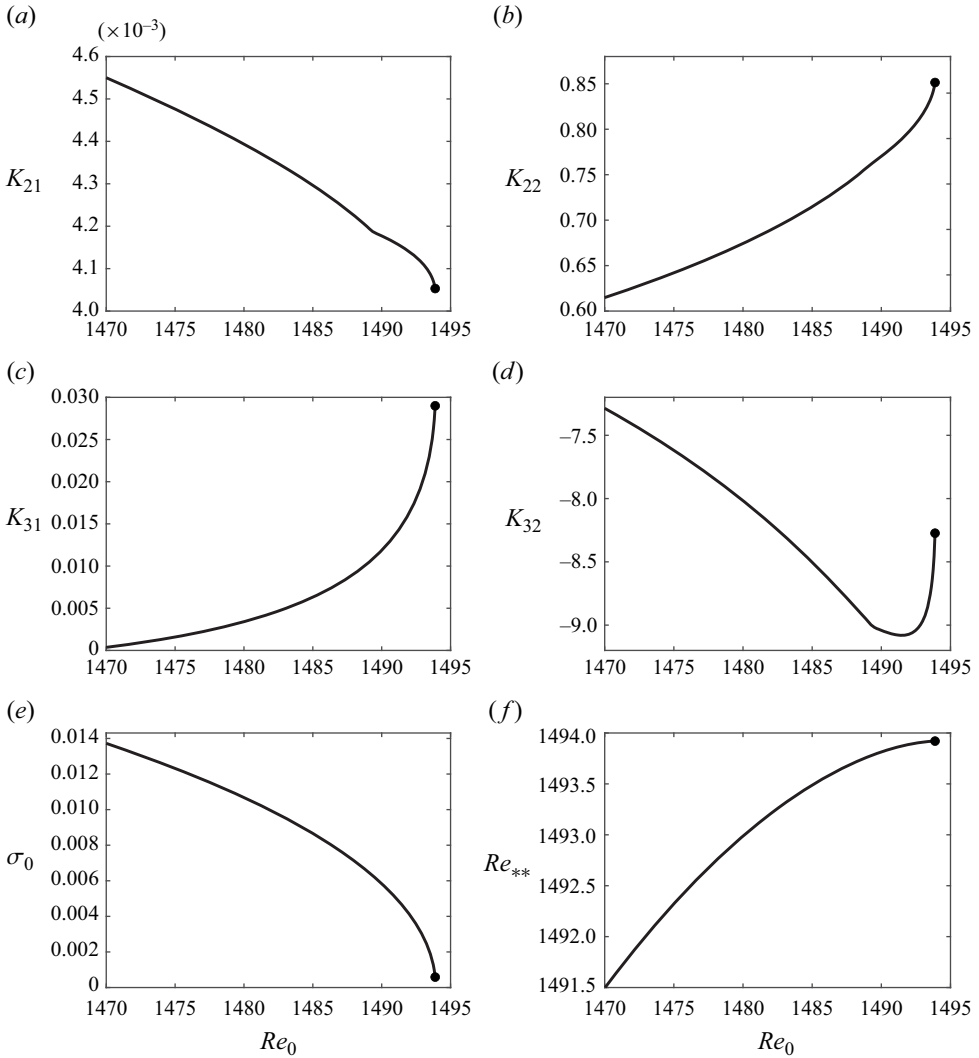 (a)
(×10⁻³)
4.6
4.5
4.4
4.3
4.2
4.1
4.0
K₂₁
1470 1475 1480 1485 1490 1495
(b)
0.85
0.80
0.75
0.70
0.65
0.60
K₂₂
1470 1475 1480 1485 1490 1495
(c)
0.030
0.025
0.020
0.015
0.010
0.005
0
K₃₁
1470 1475 1480 1485 1490 1495
(d)
–7.5
–8.0
–8.5
–9.0
K₃₂
1470 1475 1480 1485 1490 1495
(e)
0.014
0.012
0.010
0.008
0.006
0.004
0.002
0
σ₀
1470 1475 1480 1485 1490 1495
Re₀
(f)
1494.0
1493.5
1493.0
1492.5
1492.0
1491.5
Re**
1470 1475 1480 1485 1490 1495
Re₀